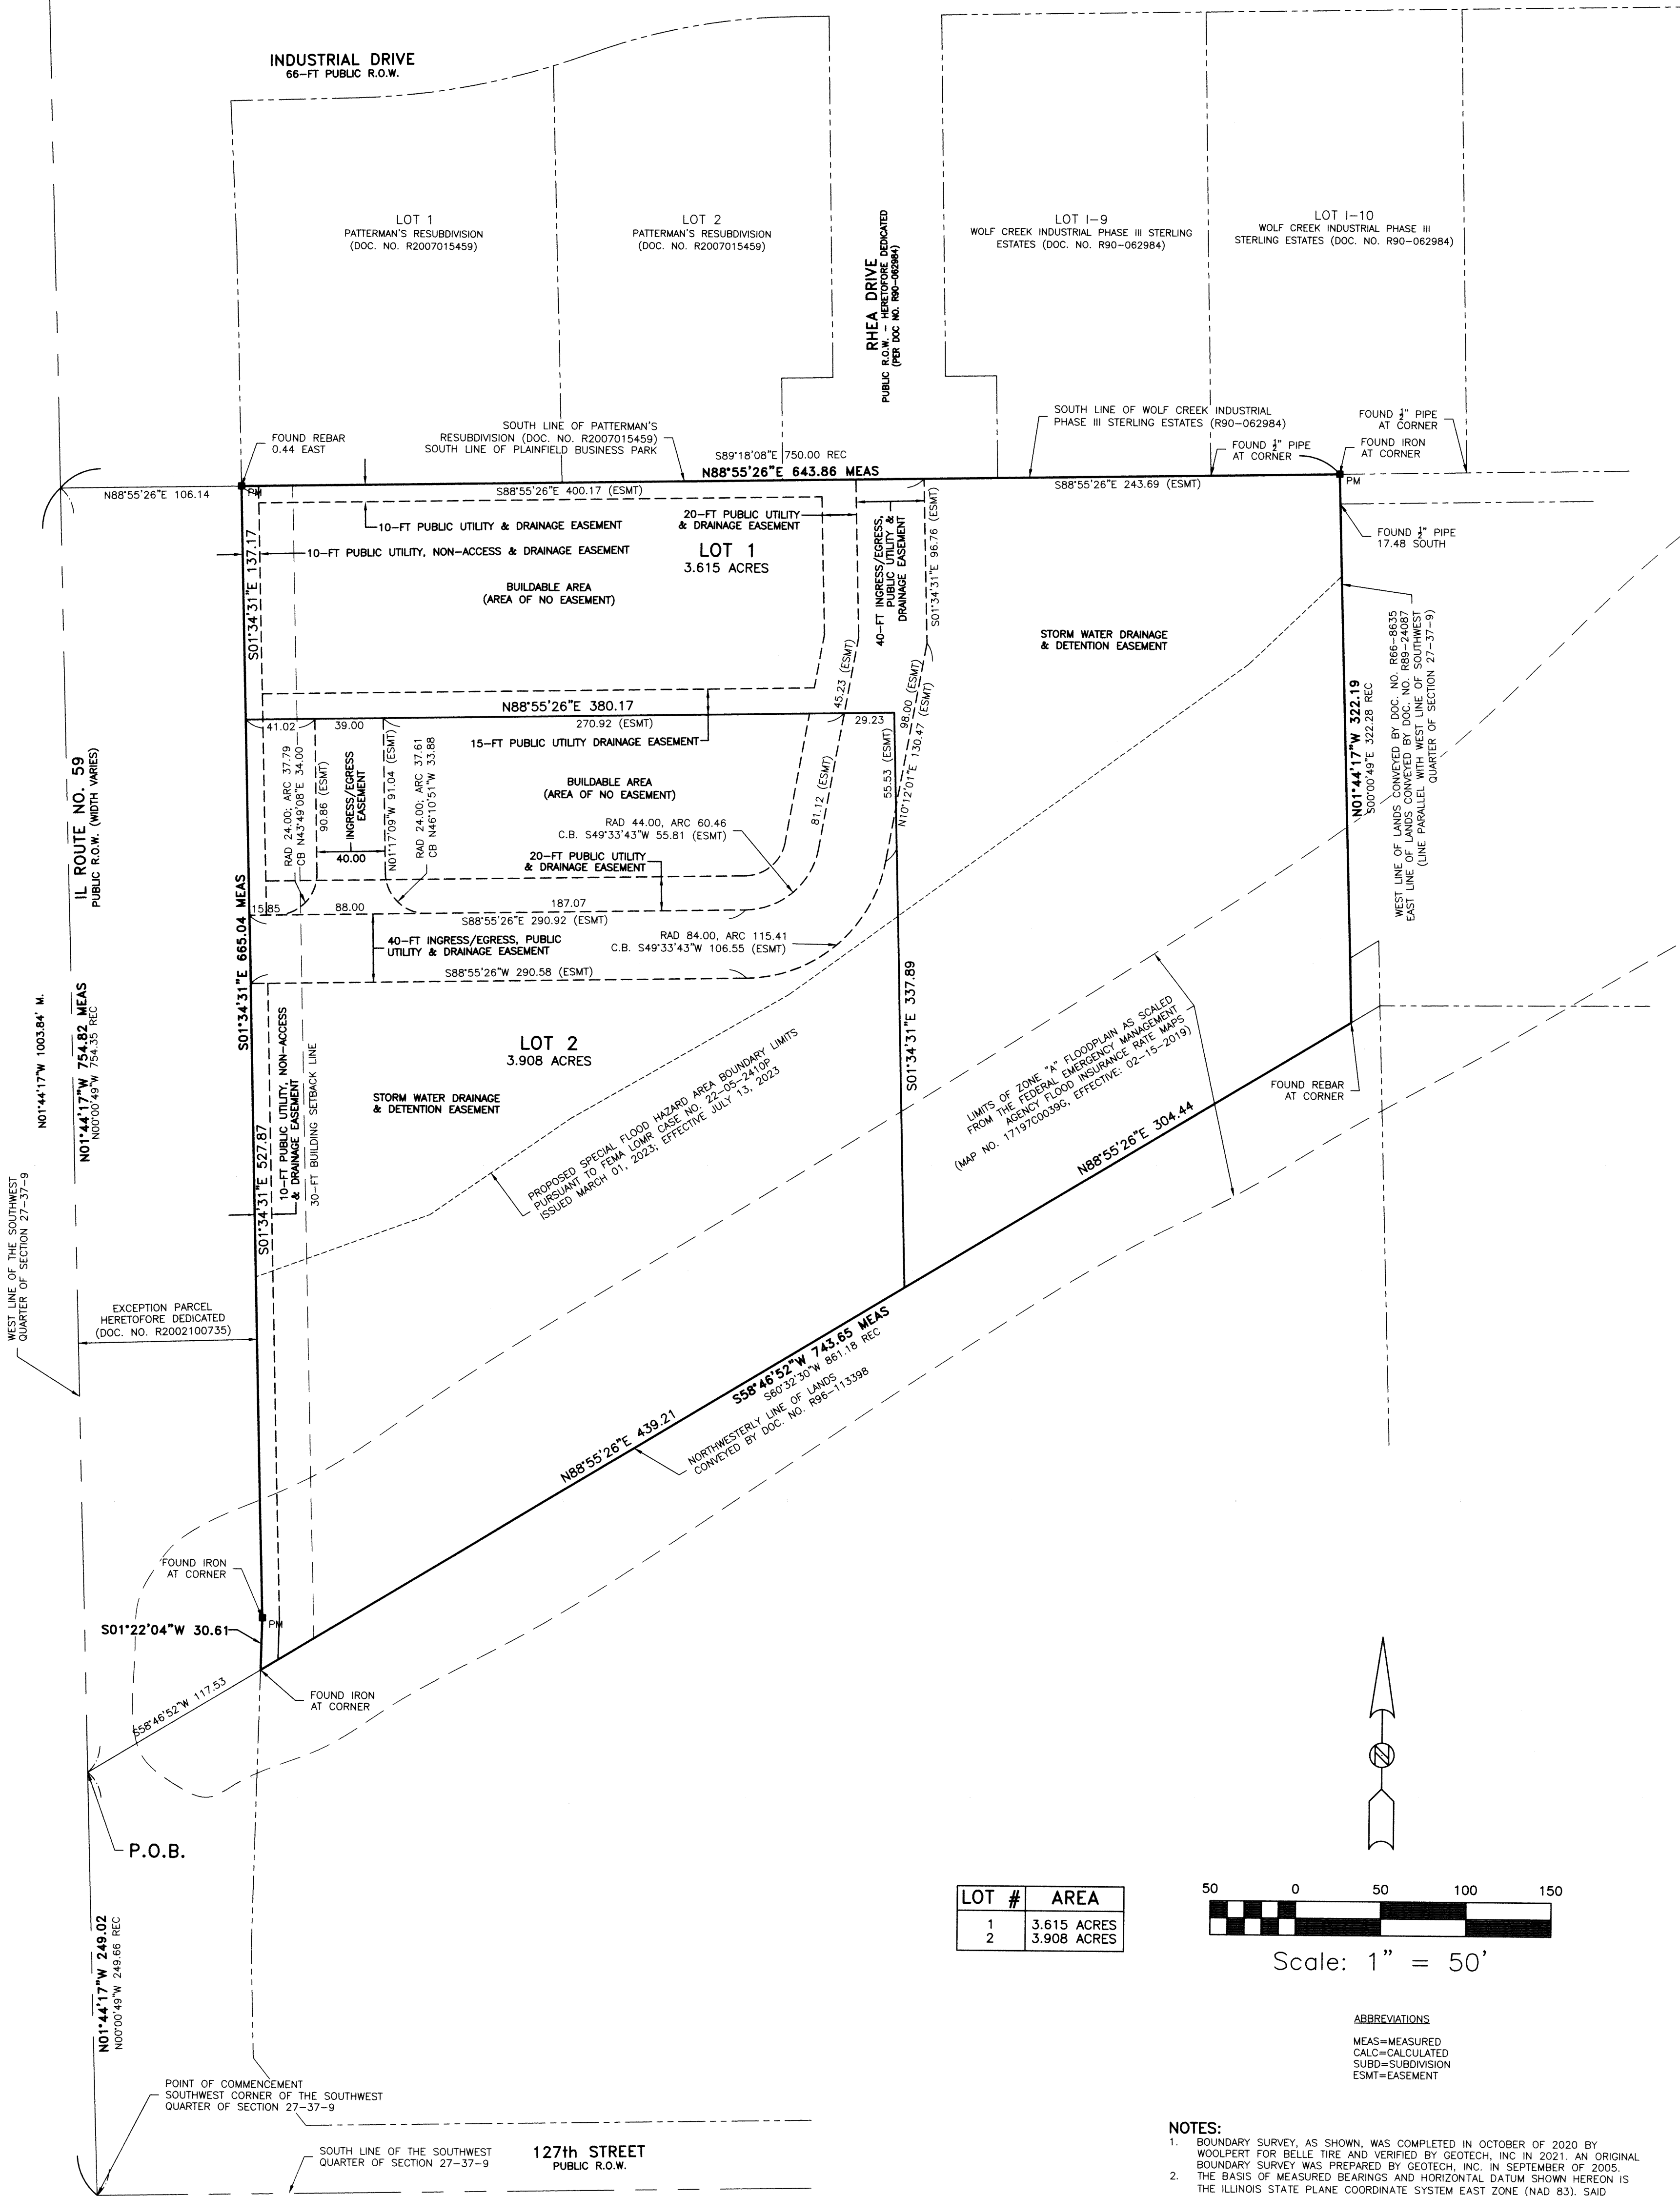 INDUSTRIAL DRIVE
66-FT PUBLIC R.O.W.
LOT 1
PATTERMAN'S RESUBDIVISION
(DOC. NO. R2007015459)
LOT 2
PATTERMAN'S RESUBDIVISION
(DOC. NO. R2007015459)
RHEA DRIVE
PUBLIC R.O.W. - HERETOFORE DEDICATED
(PER DOC NO. R90-062984)
LOT I-9
WOLF CREEK INDUSTRIAL PHASE III STERLING
ESTATES (DOC. NO. R90-062984)
LOT I-10
WOLF CREEK INDUSTRIAL PHASE III
STERLING ESTATES (DOC. NO. R90-062984)
FOUND REBAR
0.44 EAST
SOUTH LINE OF PATTERMAN'S
RESUBDIVISION (DOC. NO. R2007015459)
SOUTH LINE OF PLAINFIELD BUSINESS PARK
SOUTH LINE OF WOLF CREEK INDUSTRIAL
PHASE III STERLING ESTATES (R90-062984)
FOUND ½" PIPE
AT CORNER
FOUND ½" PIPE
AT CORNER
FOUND IRON
AT CORNER
S89°18'08"E 750.00 REC
N88°55'26"E 643.86 MEAS
N88°55'26"E 106.14
PM
S88°55'26"E 400.17 (ESMT)
S88°55'26"E 243.69 (ESMT)
PM
10-FT PUBLIC UTILITY & DRAINAGE EASEMENT
20-FT PUBLIC UTILITY
& DRAINAGE EASEMENT
10-FT PUBLIC UTILITY, NON-ACCESS & DRAINAGE EASEMENT
LOT 1
3.615 ACRES
BUILDABLE AREA
(AREA OF NO EASEMENT)
40-FT INGRESS/EGRESS,
PUBLIC UTILITY &
DRAINAGE EASEMENT
S01°34'31"E 96.76 (ESMT)
FOUND ½" PIPE
17.48 SOUTH
S01°34'31"E 137.17
STORM WATER DRAINAGE
& DETENTION EASEMENT
WEST LINE OF LANDS CONVEYED BY DOC. NO. R66-8635
EAST LINE OF LANDS CONVEYED BY DOC. NO. R89-24087
(LINE PARALLEL WITH WEST LINE OF SOUTHWEST
QUARTER OF SECTION 27-37-9)
N01°44'17"W 322.19
S00°00'49"E 322.28 REC
45.23 (ESMT)
98.00 (ESMT)
N10°12'01"E 130.47 (ESMT)
N88°55'26"E 380.17
41.02
39.00
270.92 (ESMT)
29.23
15-FT PUBLIC UTILITY DRAINAGE EASEMENT
RAD 24.00; ARC 37.79
CB N43°49'08"E 34.00
90.86 (ESMT)
INGRESS/EGRESS
EASEMENT
40.00
N01°17'09"W 91.04 (ESMT)
RAD 24.00; ARC 37.61
CB N46°10'51"W 33.88
BUILDABLE AREA
(AREA OF NO EASEMENT)
81.12 (ESMT)
55.53 (ESMT)
RAD 44.00, ARC 60.46
C.B. S49°33'43"W 55.81 (ESMT)
20-FT PUBLIC UTILITY
& DRAINAGE EASEMENT
15.85
88.00
187.07
S88°55'26"E 290.92 (ESMT)
40-FT INGRESS/EGRESS, PUBLIC
UTILITY & DRAINAGE EASEMENT
RAD 84.00, ARC 115.41
C.B. S49°33'43"W 106.55 (ESMT)
S88°55'26"W 290.58 (ESMT)
IL ROUTE NO. 59
PUBLIC R.O.W. (WIDTH VARIES)
S01°34'31"E 665.04 MEAS
N01°44'17"W 1003.84' M.
N01°44'17"W 754.82 MEAS
N00°00'49"W 754.35 REC
S01°34'31"E 527.87
10-FT PUBLIC UTILITY, NON-ACCESS
& DRAINAGE EASEMENT
30-FT BUILDING SETBACK LINE
LOT 2
3.908 ACRES
STORM WATER DRAINAGE
& DETENTION EASEMENT
PROPOSED SPECIAL FLOOD HAZARD AREA BOUNDARY LIMITS
PURSUANT TO FEMA LOMR CASE NO. 22-05-2410P
ISSUED MARCH 01, 2023; EFFECTIVE JULY 13, 2023
S01°34'31"E 337.89
LIMITS OF ZONE "A" FLOODPLAIN AS SCALED
FROM THE FEDERAL EMERGENCY MANAGEMENT
AGENCY FLOOD INSURANCE RATE MAPS
(MAP NO. 17197C0039G, EFFECTIVE: 02-15-2019)
FOUND REBAR
AT CORNER
N88°55'26"E 304.44
WEST LINE OF THE SOUTHWEST
QUARTER OF SECTION 27-37-9
EXCEPTION PARCEL
HERETOFORE DEDICATED
(DOC. NO. R2002100735)
S58°46'52"W 743.65 MEAS
S60°32'30"W 861.18 REC
N88°55'26"E 439.21
NORTHWESTERLY LINE OF LANDS
CONVEYED BY DOC. NO. R96-113398
FOUND IRON
AT CORNER
PM
S01°22'04"W 30.61
FOUND IRON
AT CORNER
S58°46'52"W 117.53
P.O.B.
N01°44'17"W 249.02
N00°00'49"W 249.66 REC
POINT OF COMMENCEMENT
SOUTHWEST CORNER OF THE SOUTHWEST
QUARTER OF SECTION 27-37-9
SOUTH LINE OF THE SOUTHWEST
QUARTER OF SECTION 27-37-9
127th STREET
PUBLIC R.O.W.
N
LOT # AREA
1 3.615 ACRES
2 3.908 ACRES
50 0 50 100 150
Scale: 1" = 50'
ABBREVIATIONS
MEAS=MEASURED
CALC=CALCULATED
SUBD=SUBDIVISION
ESMT=EASEMENT
NOTES:
1. BOUNDARY SURVEY, AS SHOWN, WAS COMPLETED IN OCTOBER OF 2020 BY
WOOLPERT FOR BELLE TIRE AND VERIFIED BY GEOTECH, INC IN 2021. AN ORIGINAL
BOUNDARY SURVEY WAS PREPARED BY GEOTECH, INC. IN SEPTEMBER OF 2005.
2. THE BASIS OF MEASURED BEARINGS AND HORIZONTAL DATUM SHOWN HEREON IS
THE ILLINOIS STATE PLANE COORDINATE SYSTEM EAST ZONE (NAD 83). SAID